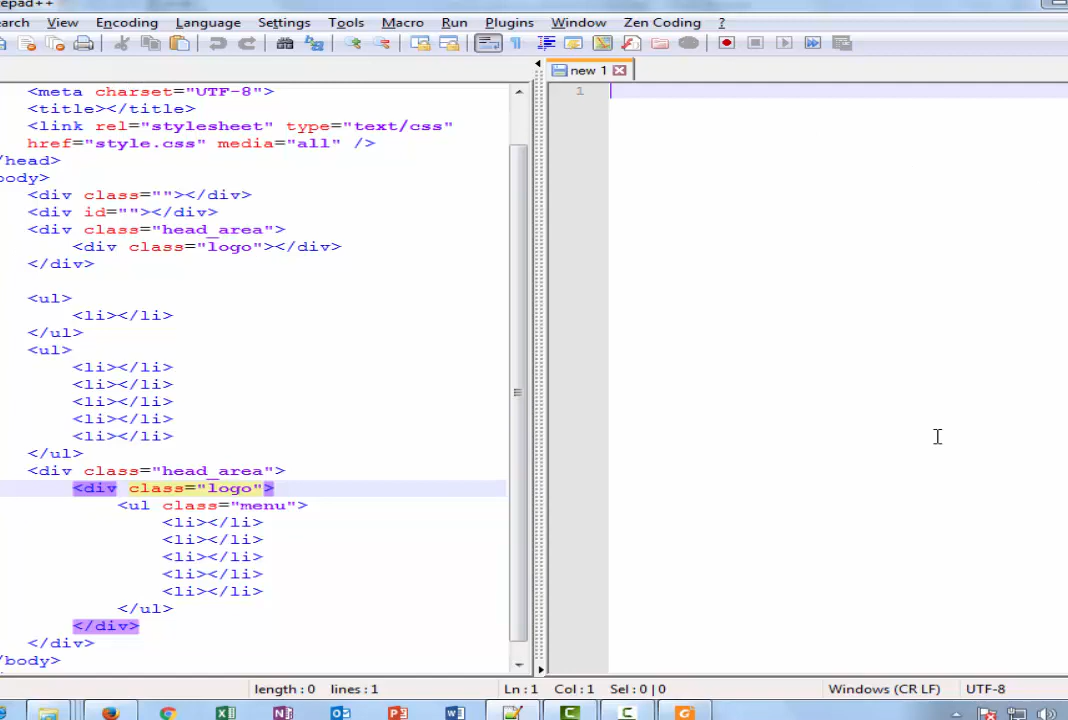 epad++
arch View Encoding Language Settings Tools Macro Run Plugins Window Zen Coding ?
new 1
1
<meta charset="UTF-8">
<title></title>
<link rel="stylesheet" type="text/css"
href="style.css" media="all" />
/head>
body>
<div class=""></div>
<div id=""></div>
<div class="head_area">
<div class="logo"></div>
</div>
<ul>
<li></li>
</ul>
<ul>
<li></li>
<li></li>
<li></li>
<li></li>
<li></li>
</ul>
<div class="head_area">
<div class="logo">
<ul class="menu">
<li></li>
<li></li>
<li></li>
<li></li>
<li></li>
</ul>
</div>
</div>
/body>
length : 0 lines : 1 Ln : 1 Col : 1 Sel : 0 | 0 Windows (CR LF) UTF-8